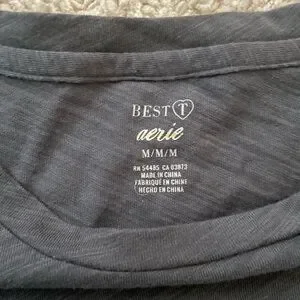 BEST T
aerie
M/M/M
RN 54485 CA 03873
MADE IN CHINA
FABRIQUÉ EN CHINE
HECHO EN CHINA